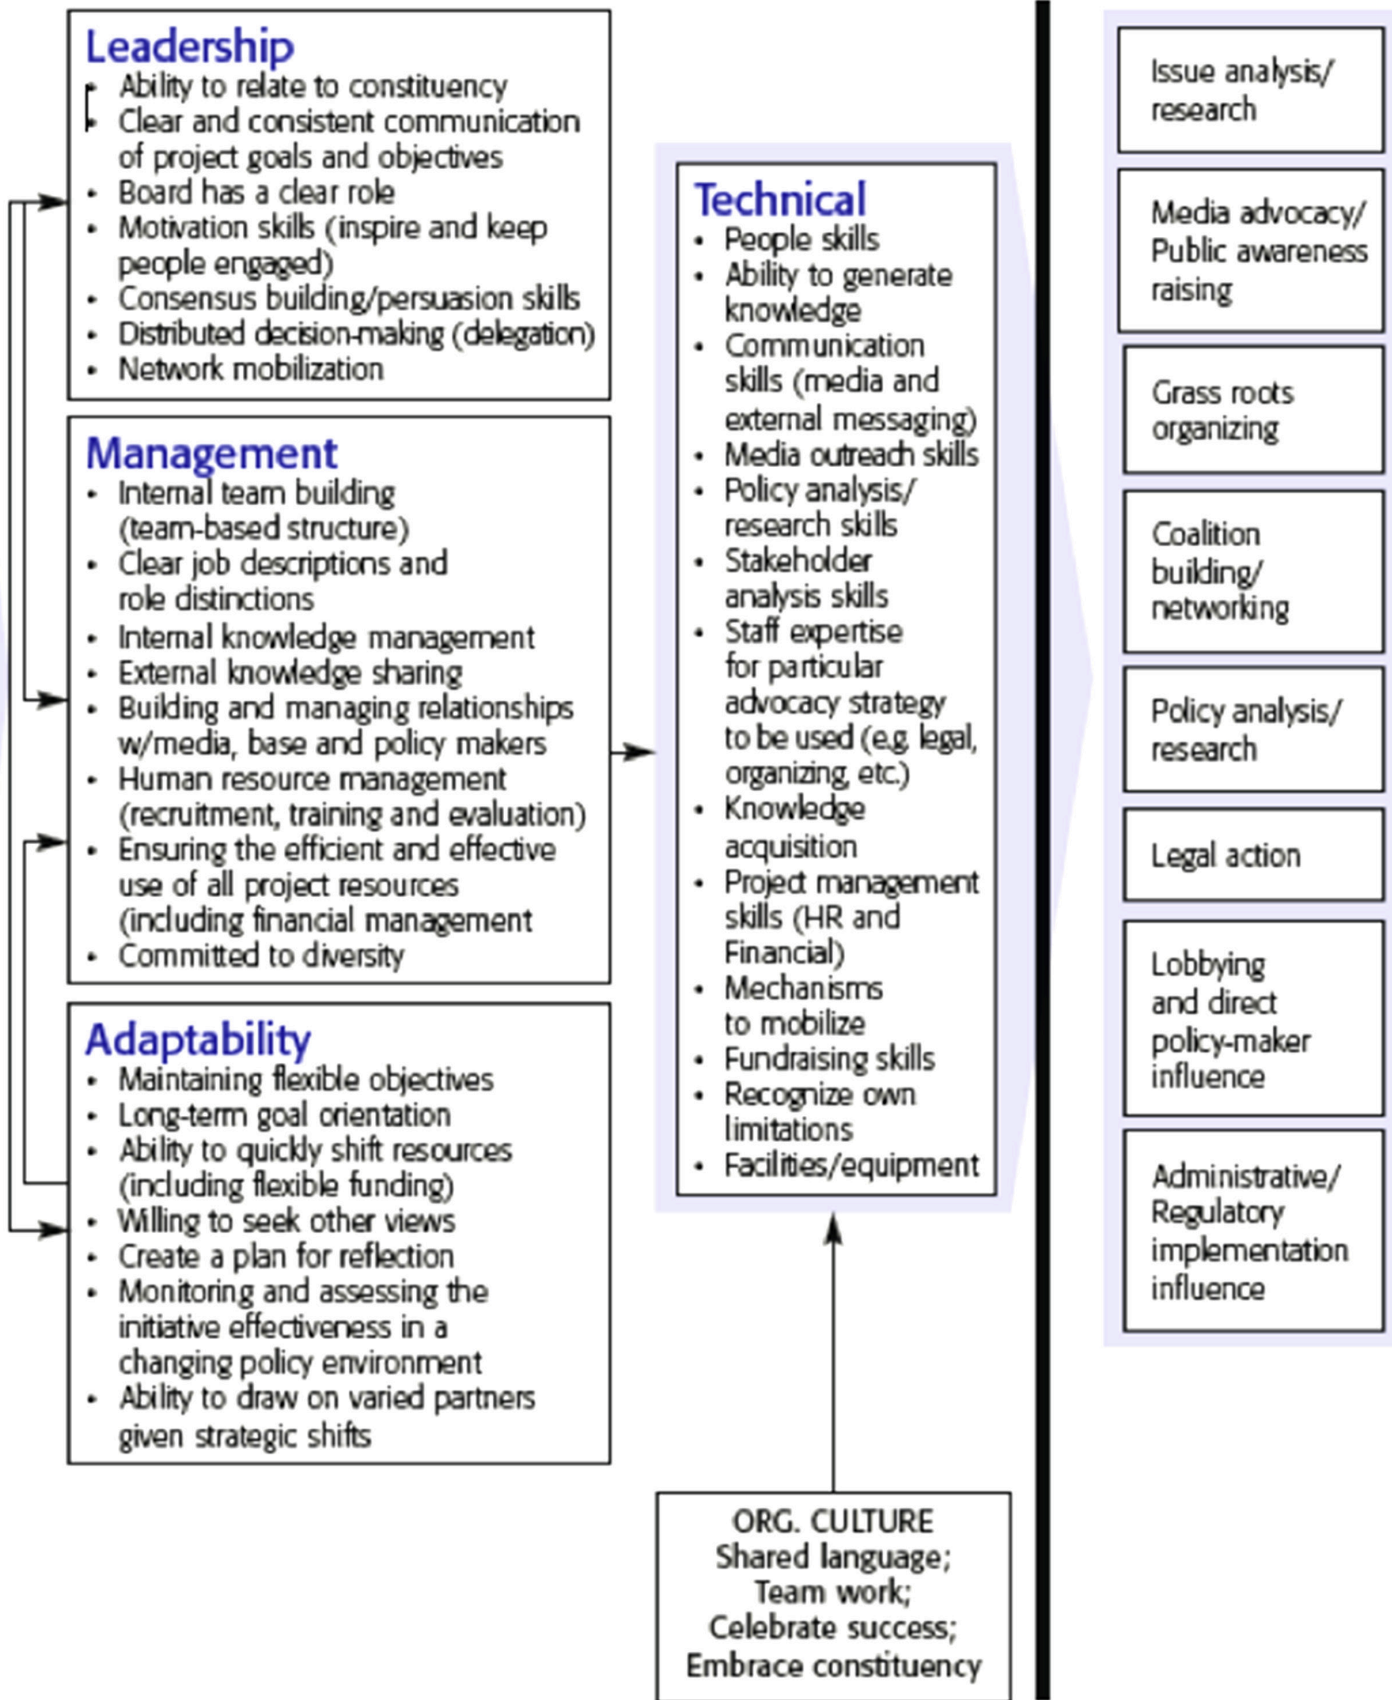 Leadership
• Ability to relate to constituency
• Clear and consistent communication
of project goals and objectives
• Board has a clear role
• Motivation skills (inspire and keep
people engaged)
• Consensus building/persuasion skills
• Distributed decision-making (delegation)
• Network mobilization
Management
• Internal team building
(team-based structure)
• Clear job descriptions and
role distinctions
• Internal knowledge management
• External knowledge sharing
• Building and managing relationships
w/media, base and policy makers
• Human resource management
(recruitment, training and evaluation)
• Ensuring the efficient and effective
use of all project resources
(including financial management
• Committed to diversity
Adaptability
• Maintaining flexible objectives
• Long-term goal orientation
• Ability to quickly shift resources
(including flexible funding)
• Willing to seek other views
• Create a plan for reflection
• Monitoring and assessing the
initiative effectiveness in a
changing policy environment
• Ability to draw on varied partners
given strategic shifts
Technical
• People skills
• Ability to generate
knowledge
• Communication
skills (media and
external messaging)
• Media outreach skills
• Policy analysis/
research skills
• Stakeholder
analysis skills
• Staff expertise
for particular
advocacy strategy
to be used (e.g. legal,
organizing, etc.)
• Knowledge
acquisition
• Project management
skills (HR and
Financial)
• Mechanisms
to mobilize
• Fundraising skills
• Recognize own
limitations
• Facilities/equipment
ORG. CULTURE
Shared language;
Team work;
Celebrate success;
Embrace constituency
Issue analysis/
research
Media advocacy/
Public awareness
raising
Grass roots
organizing
Coalition
building/
networking
Policy analysis/
research
Legal action
Lobbying
and direct
policy-maker
influence
Administrative/
Regulatory
implementation
influence